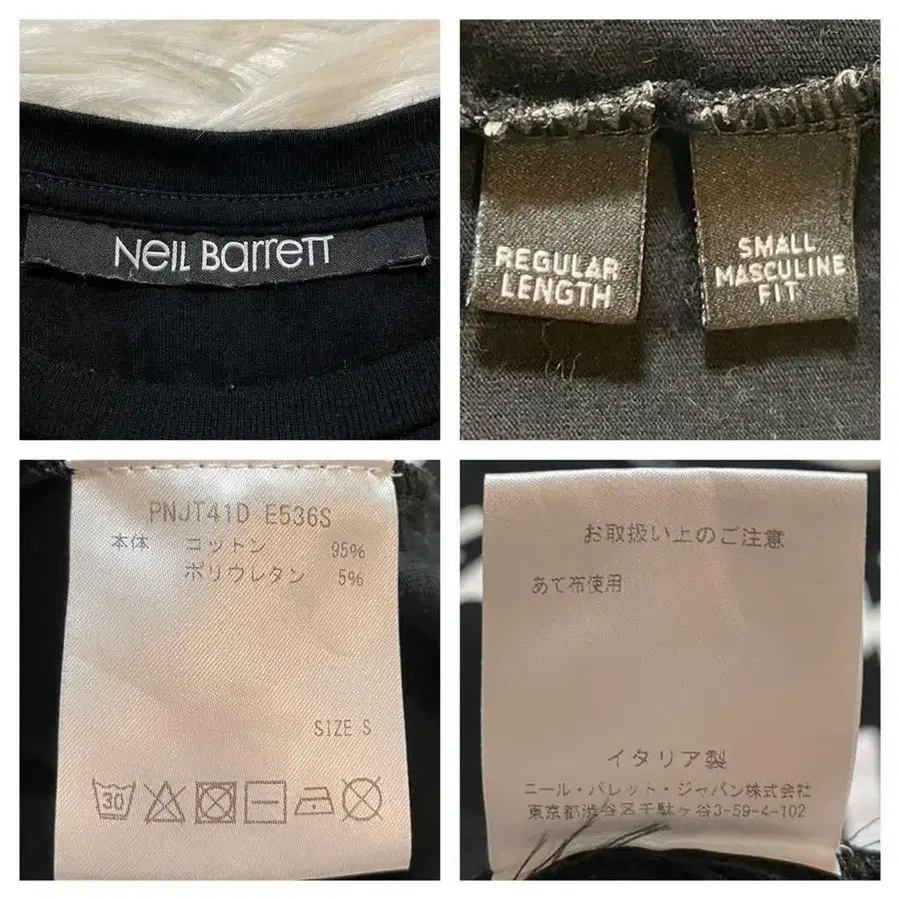 Neil Barrett
REGULAR
LENGTH
SMALL
MASCULINE
FIT
PNJT41D E536S
本体 コットン 95%
ポリウレタン 5%
SIZE S
30
お取扱い上のご注意
あて布使用
イタリア製
ニール・バレット・ジャパン株式会社
東京都渋谷区千駄ヶ谷3-59-4-102